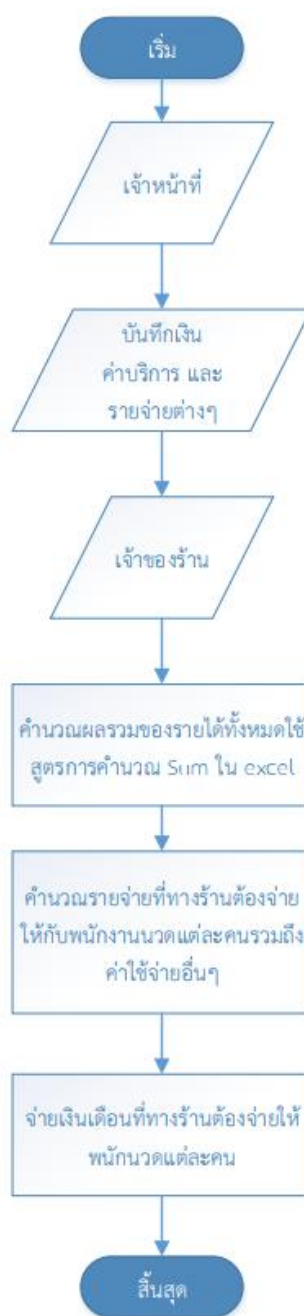 เริ่ม
เจ้าหน้าที่
บันทึกเงิน
ค่าบริการ และ
รายจ่ายต่างๆ
เจ้าของร้าน
คำนวณผลรวมของรายได้ทั้งหมดใช้
สูตรการคำนวณ Sum ใน excel
คำนวณรายจ่ายที่ทางร้านต้องจ่าย
ให้กับพนักงานนวดแต่ละคนรวมถึง
ค่าใช้จ่ายอื่นๆ
จ่ายเงินเดือนที่ทางร้านต้องจ่ายให้
พนักนวดแต่ละคน
สิ้นสุด